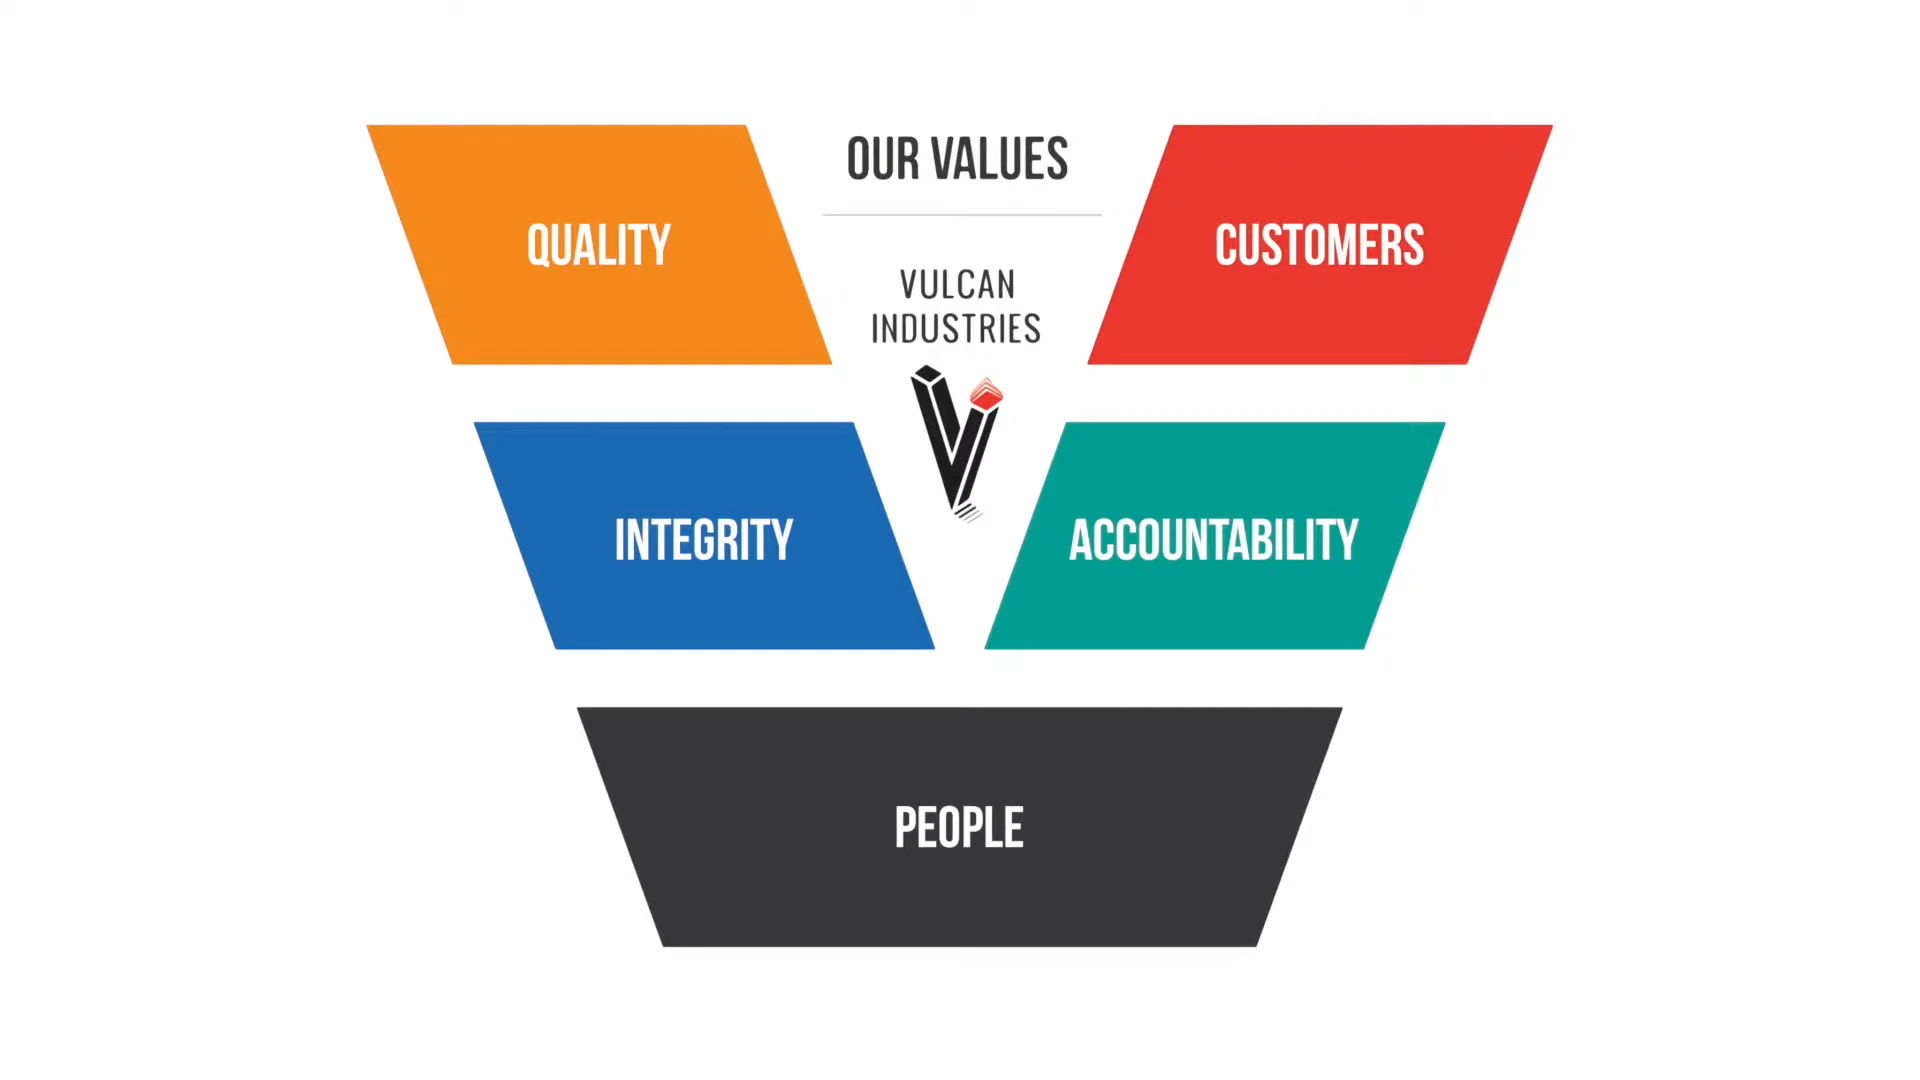 OUR VALUES
QUALITY
CUSTOMERS
VULCAN
INDUSTRIES
INTEGRITY
ACCOUNTABILITY
PEOPLE